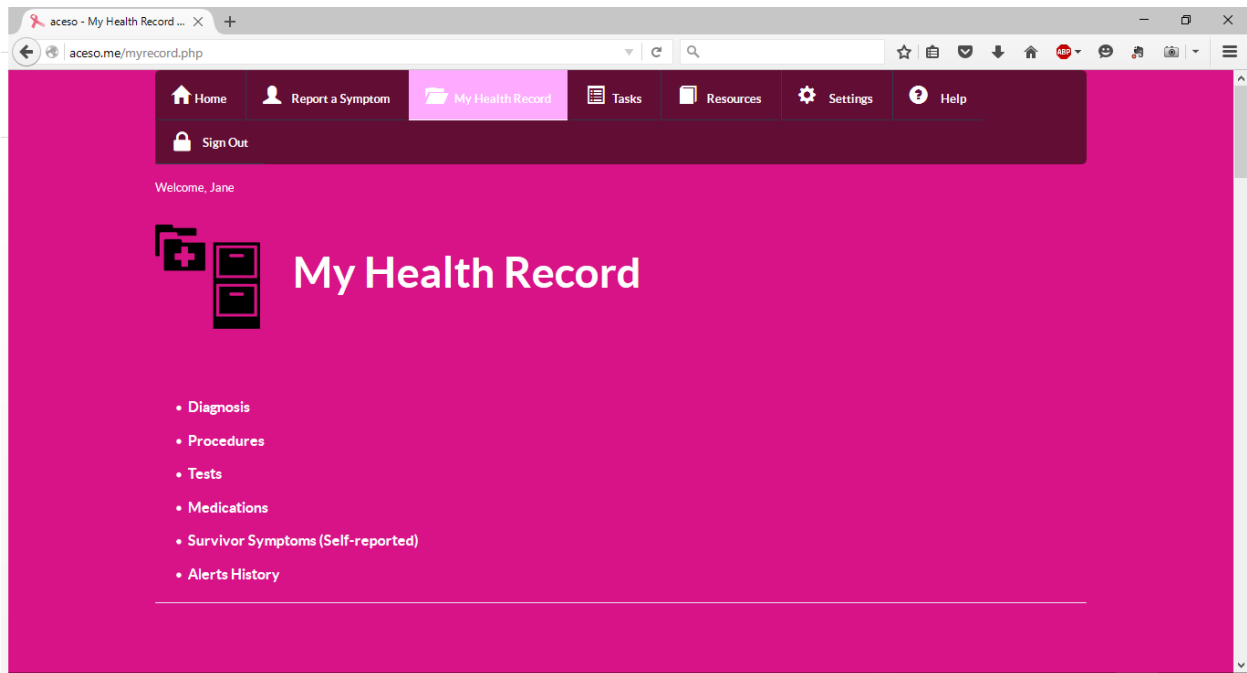 aceso - My Health Record ...
aceso.me/myrecord.php
ABP
Home Report a Symptom My Health Record Tasks Resources Settings Help
Sign Out
Welcome, Jane
My Health Record
• Diagnosis
• Procedures
• Tests
• Medications
• Survivor Symptoms (Self-reported)
• Alerts History